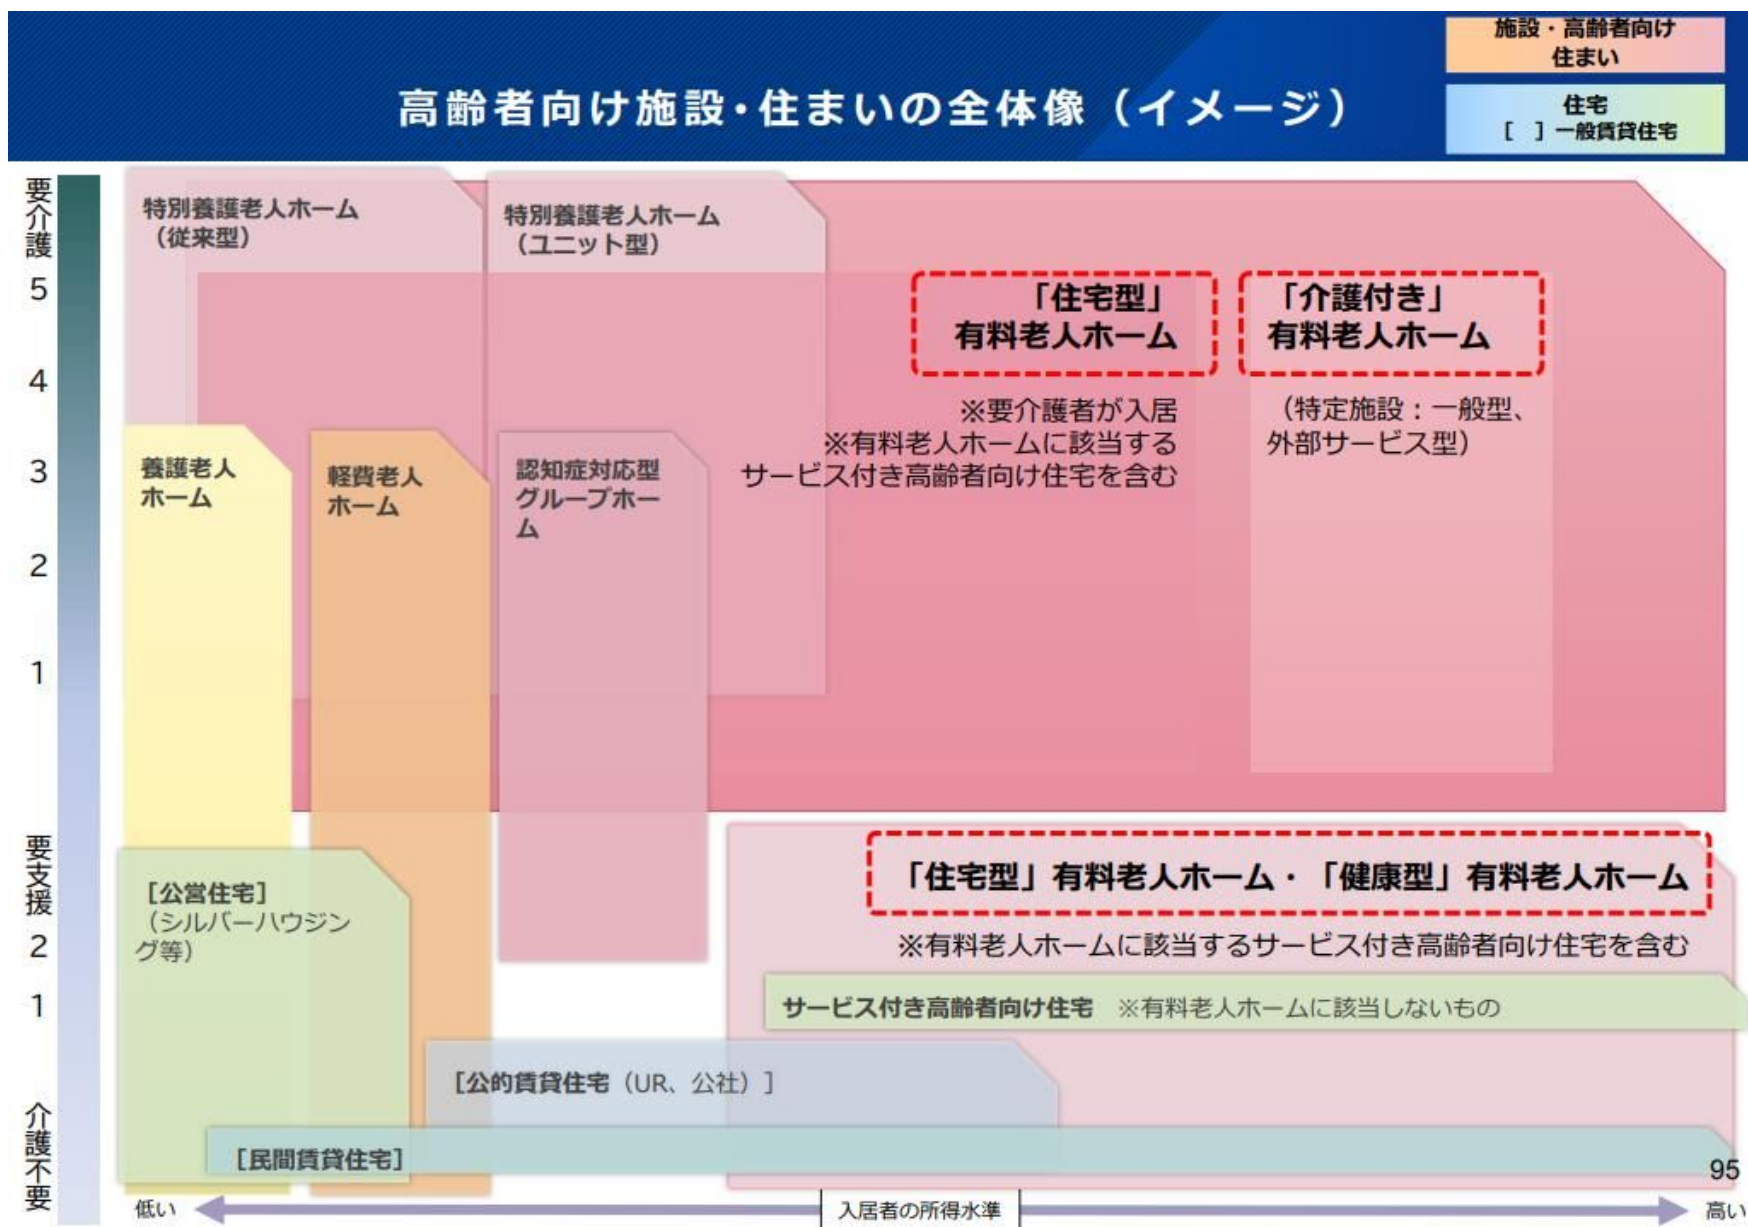 高齢者向け施設・住まいの全体像（イメージ）
施設・高齢者向け
住まい
住宅
[　] 一般賃貸住宅
要介護
5
4
3
2
1
要支援
2
1
介護不要
特別養護老人ホーム
（従来型）
特別養護老人ホーム
（ユニット型）
「住宅型」
有料老人ホーム
※要介護者が入居
※有料老人ホームに該当する
サービス付き高齢者向け住宅を含む
「介護付き」
有料老人ホーム
（特定施設：一般型、
外部サービス型）
養護老人
ホーム
軽費老人
ホーム
認知症対応型
グループホー
ム
「住宅型」有料老人ホーム・「健康型」有料老人ホーム
※有料老人ホームに該当するサービス付き高齢者向け住宅を含む
[公営住宅]
（シルバーハウジン
グ等）
サービス付き高齢者向け住宅　※有料老人ホームに該当しないもの
[公的賃貸住宅（UR、公社）]
[民間賃貸住宅]
95
低い
入居者の所得水準
高い